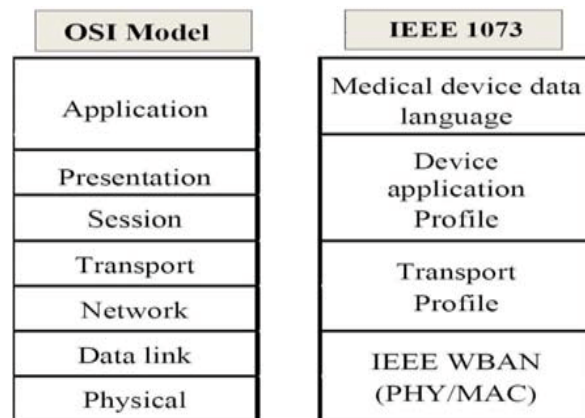 OSI Model
Application
Presentation
Session
Transport
Network
Data link
Physical
IEEE 1073
Medical device data
language
Device
application
Profile
Transport
Profile
IEEE WBAN
(PHY/MAC)